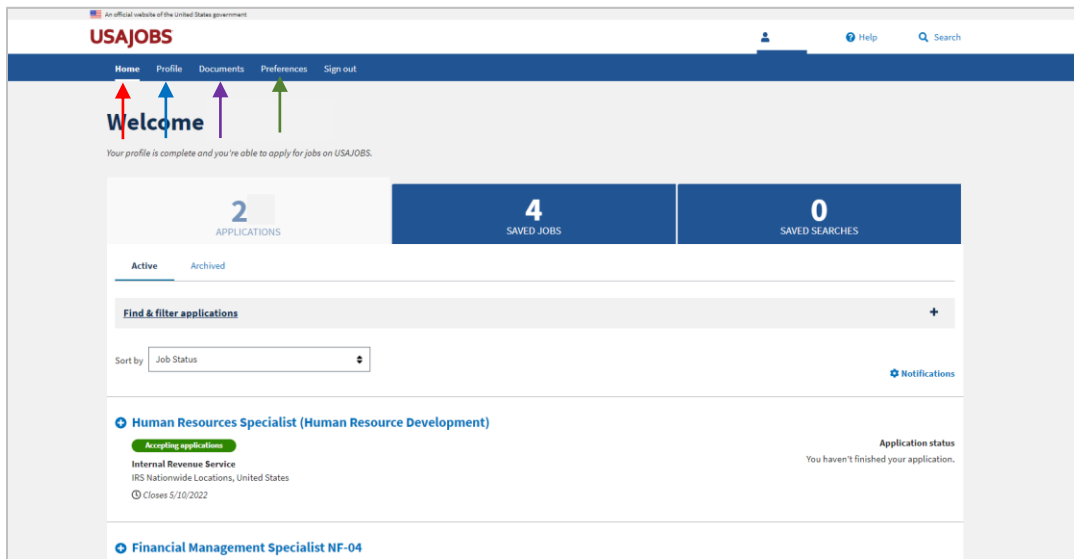 An official website of the United States government
USAJOBS
Help
Search
Home Profile Documents Preferences Sign out
Welcome
Your profile is complete and you're able to apply for jobs on USAJOBS.
2 4 0
APPLICATIONS SAVED JOBS SAVED SEARCHES
Active Archived
Find & filter applications
Sort by Job Status
Notifications
Human Resources Specialist (Human Resource Development)
Accepting applications Application status
Internal Revenue Service You haven't finished your application.
IRS Nationwide Locations, United States
Closes 5/10/2022
Financial Management Specialist NF-04